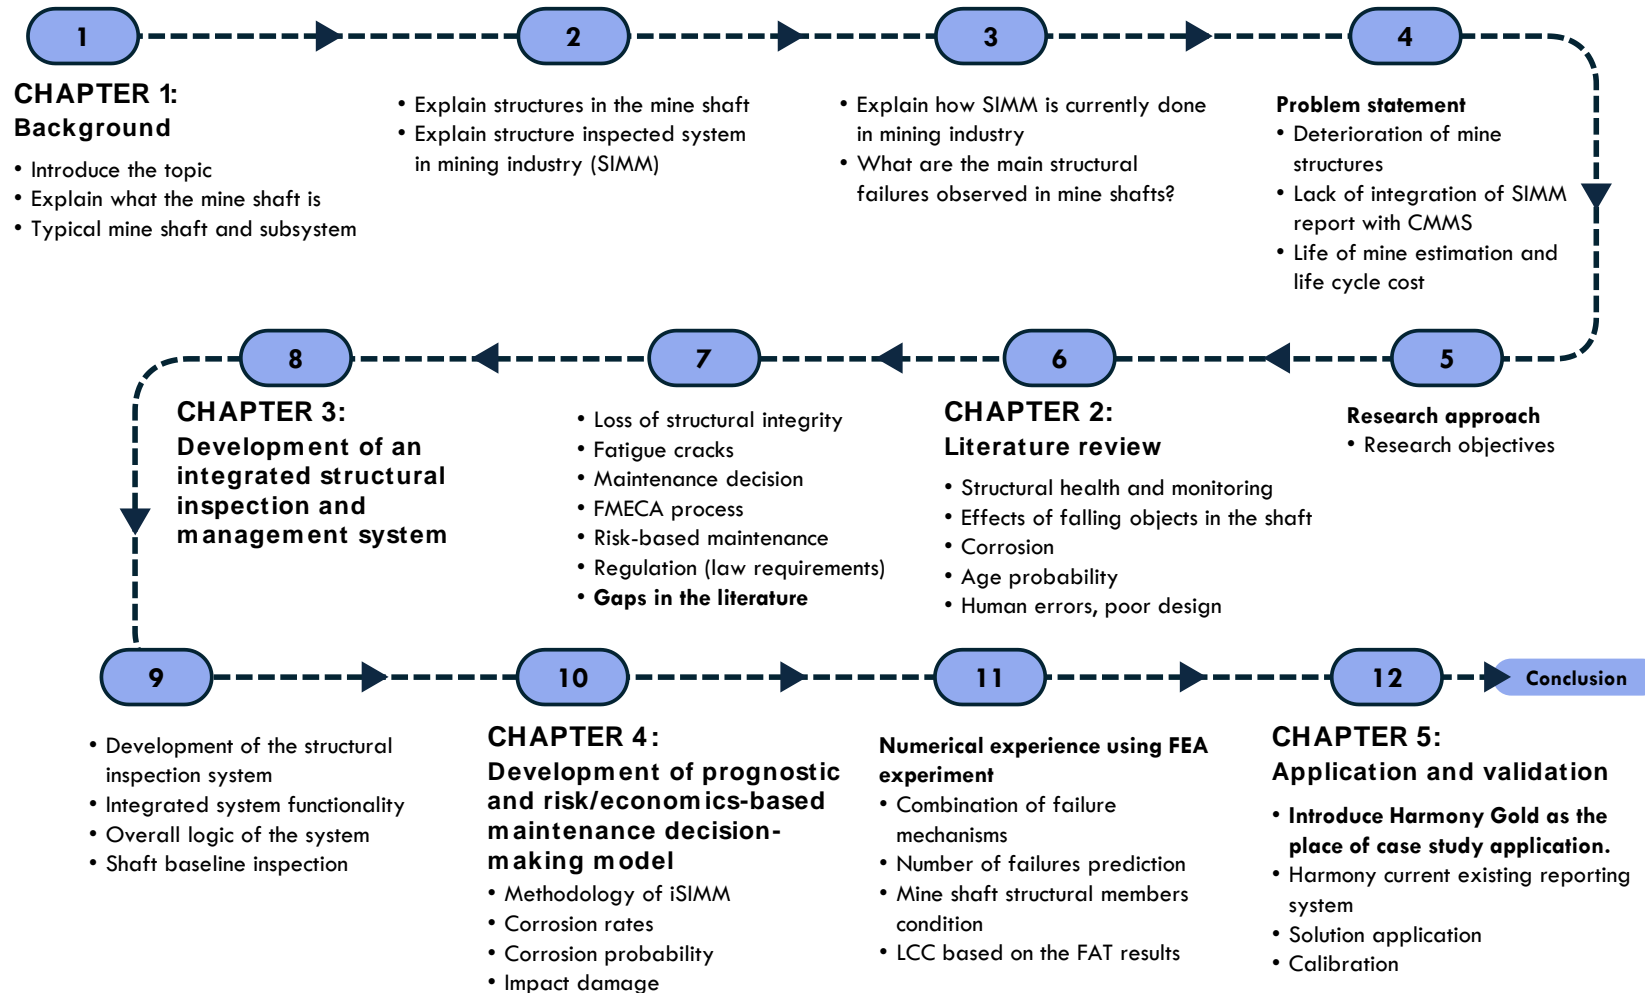 1
2
3
4
CHAPTER 1:
Background
• Introduce the topic
• Explain what the mine shaft is
• Typical mine shaft and subsystem
• Explain structures in the mine shaft
• Explain structure inspected system
in mining industry (SIMM)
• Explain how SIMM is currently done
in mining industry
• What are the main structural
failures observed in mine shafts?
Problem statement
• Deterioration of mine
structures
• Lack of integration of SIMM
report with CMMS
• Life of mine estimation and
life cycle cost
5
Research approach
• Research objectives
6
CHAPTER 2:
Literature review
• Structural health and monitoring
• Effects of falling objects in the shaft
• Corrosion
• Age probability
• Human errors, poor design
7
• Loss of structural integrity
• Fatigue cracks
• Maintenance decision
• FMECA process
• Risk-based maintenance
• Regulation (law requirements)
• Gaps in the literature
8
CHAPTER 3:
Development of an
integrated structural
inspection and
management system
9
• Development of the structural
inspection system
• Integrated system functionality
• Overall logic of the system
• Shaft baseline inspection
10
CHAPTER 4:
Development of prognostic
and risk/economics-based
maintenance decision-
making model
• Methodology of iSIMM
• Corrosion rates
• Corrosion probability
• Impact damage
11
Numerical experience using FEA
experiment
• Combination of failure
mechanisms
• Number of failures prediction
• Mine shaft structural members
condition
• LCC based on the FAT results
12
CHAPTER 5:
Application and validation
• Introduce Harmony Gold as the
place of case study application.
• Harmony current existing reporting
system
• Solution application
• Calibration
Conclusion